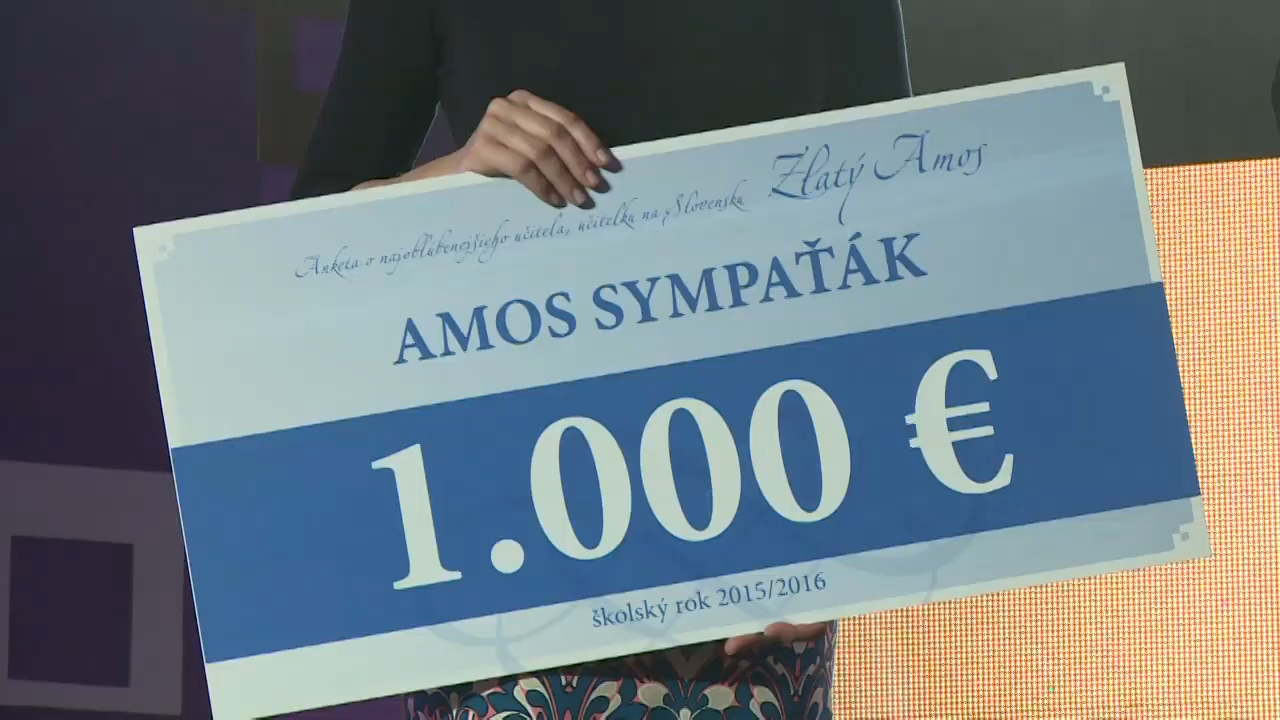 Anketa o najobľúbenejšieho učiteľa, učiteľku na Slovensku Zlatý Amos
AMOS SYMPAŤÁK
1.000 €
školský rok 2015/2016